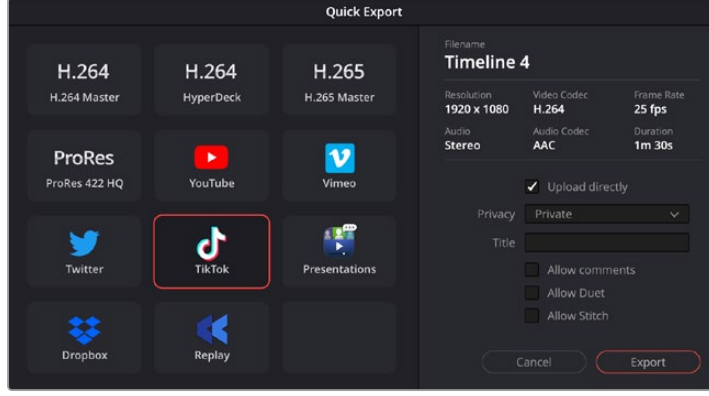 Quick Export
H.264
H.264 Master
H.264
HyperDeck
H.265
H.265 Master
ProRes
ProRes 422 HQ
YouTube
Vimeo
Twitter
TikTok
Presentations
Dropbox
Replay
Filename
Timeline 4
Resolution Video Codec Frame Rate
1920 x 1080 H.264 25 fps
Audio Audio Codec Duration
Stereo AAC 1m 30s
Upload directly
Privacy Private
Title
Allow comments
Allow Duet
Allow Stitch
Cancel Export